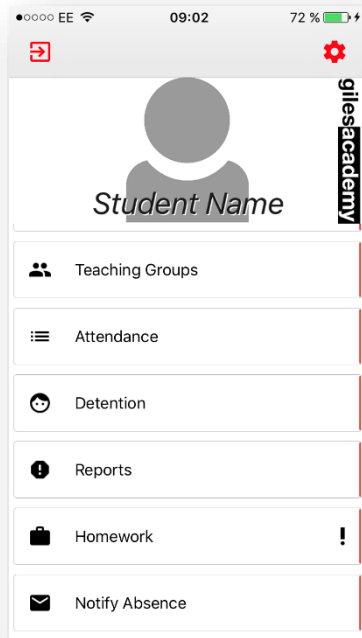 EE 09:02 72 %
gilesacademy
Student Name
Teaching Groups
Attendance
Detention
Reports
Homework !
Notify Absence